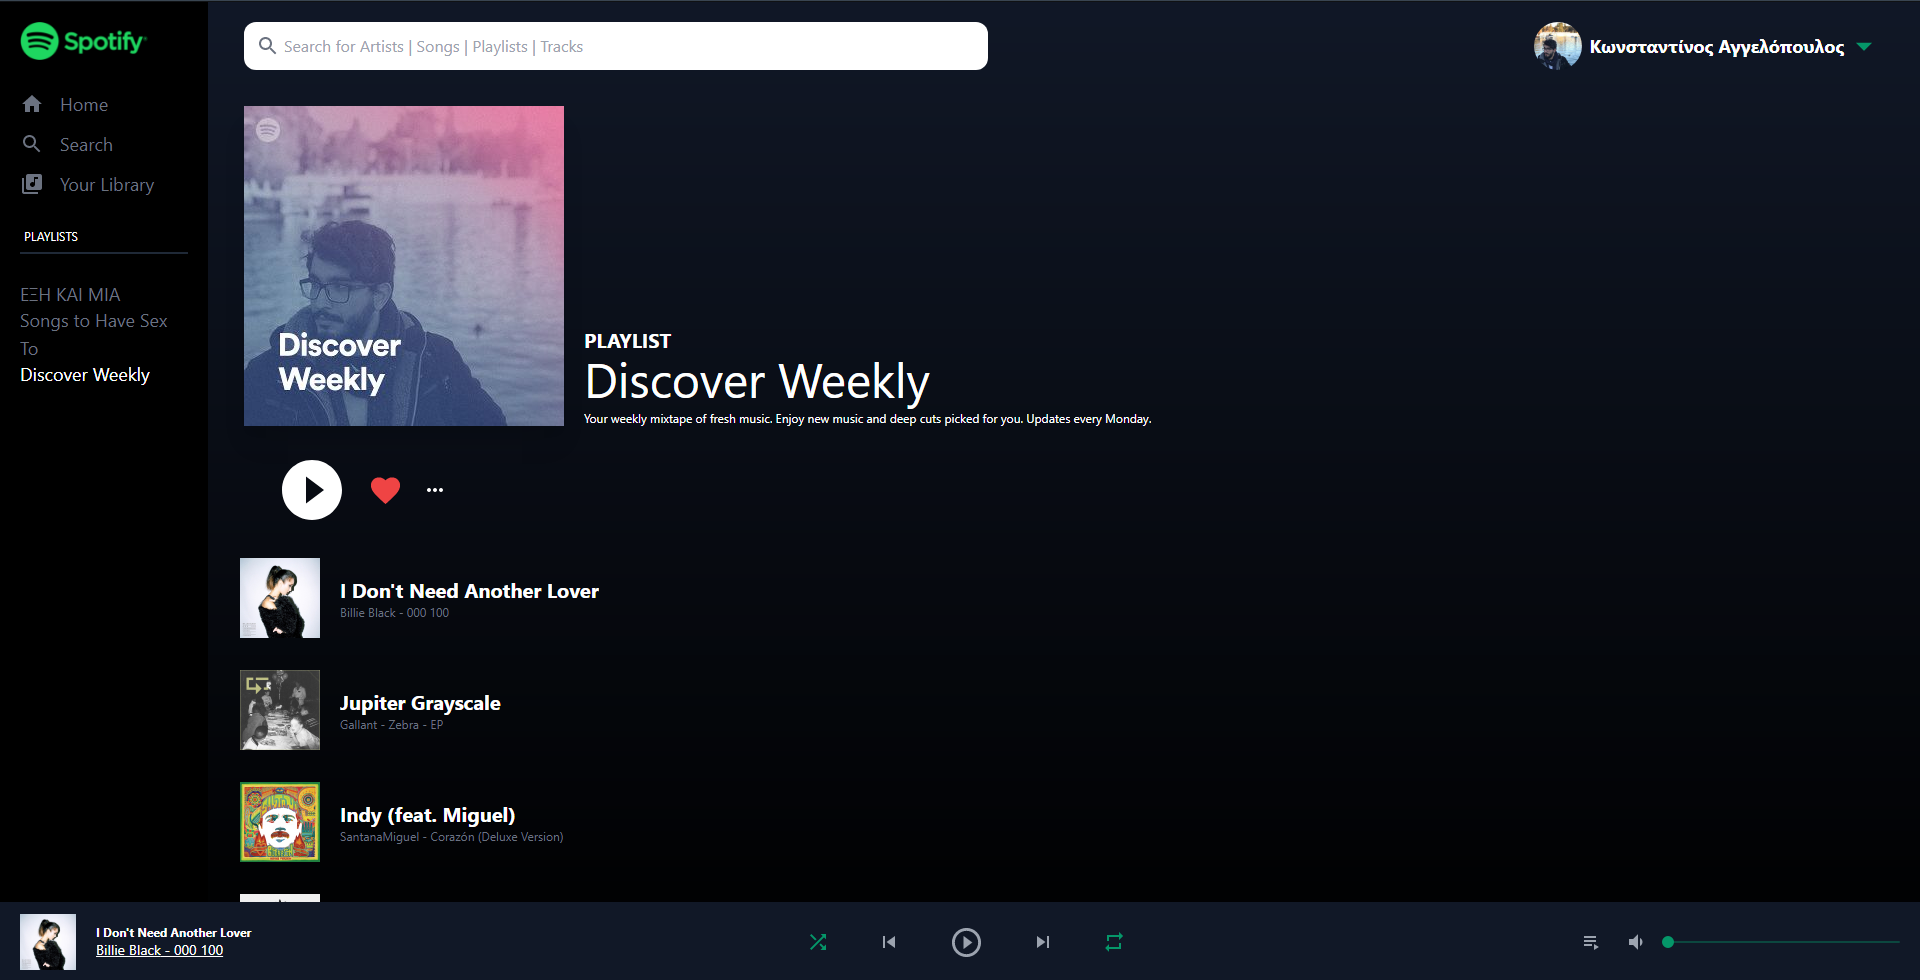 Spotify
Search for Artists | Songs | Playlists | Tracks
Κωνσταντίνος Αγγελόπουλος
Home
Search
Your Library
PLAYLISTS
ΕΞΗ ΚΑΙ ΜΙΑ
Songs to Have Sex
To
Discover Weekly
Discover
Weekly
PLAYLIST
Discover Weekly
Your weekly mixtape of fresh music. Enjoy new music and deep cuts picked for you. Updates every Monday.
I Don't Need Another Lover
Billie Black - 000 100
Jupiter Grayscale
Gallant - Zebra - EP
Indy (feat. Miguel)
SantanaMiguel - Corazón (Deluxe Version)
I Don't Need Another Lover
Billie Black - 000 100